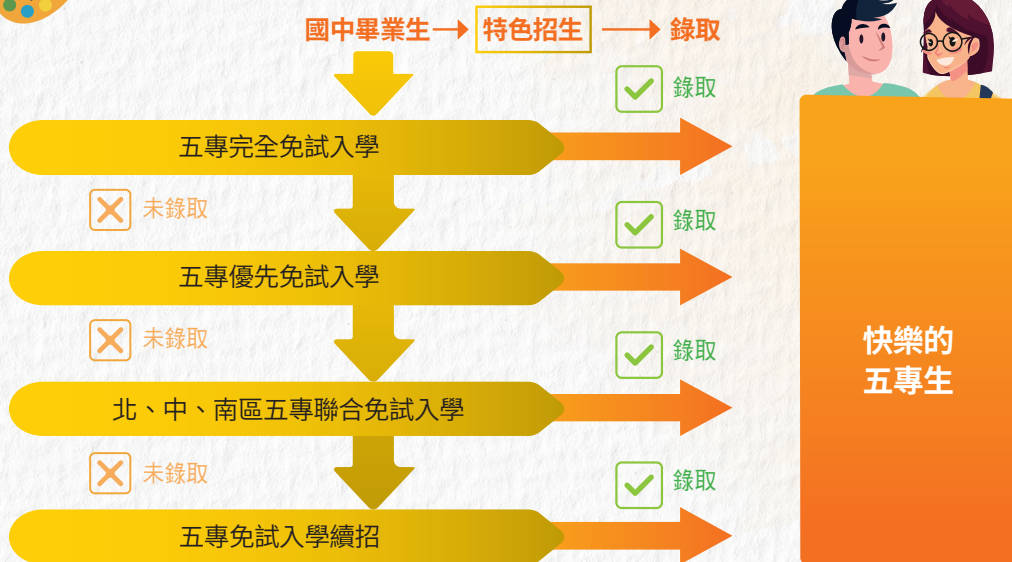 國中畢業生 特色招生 錄取
錄取
五專完全免試入學
未錄取
錄取
五專優先免試入學
未錄取
錄取
北、中、南區五專聯合免試入學
未錄取
錄取
五專免試入學續招
快樂的
五專生